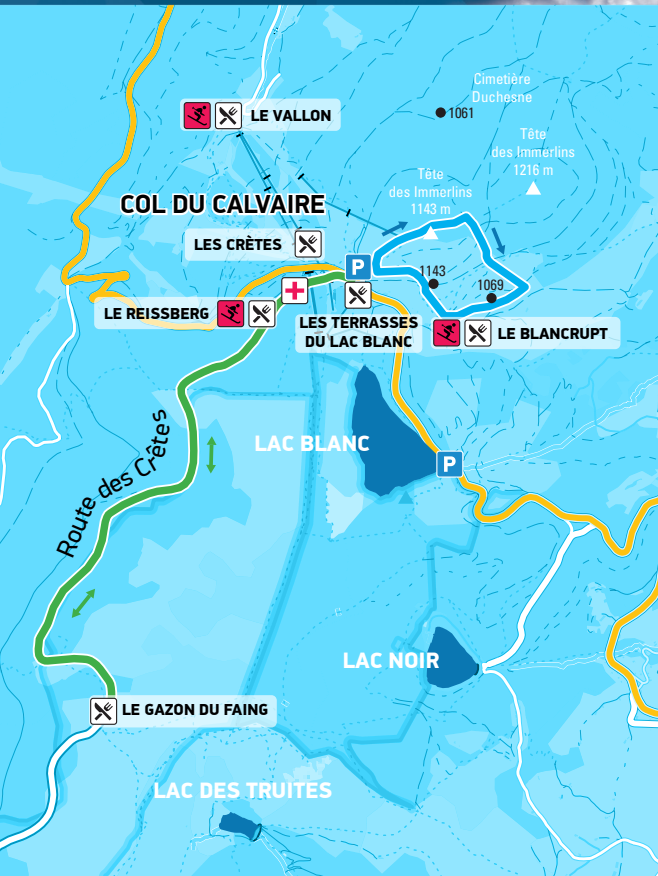 Cimetière
Duchesne
1061
LE VALLON
Tête
des Immerlins
1216 m
Tête
des Immerlins
1143 m
COL DU CALVAIRE
LES CRÈTES
P
1143
1069
LE REISSBERG
LES TERRASSES
DU LAC BLANC
LE BLANCRUPT
Route des Crêtes
LAC BLANC
P
LAC NOIR
LE GAZON DU FAING
LAC DES TRUITES